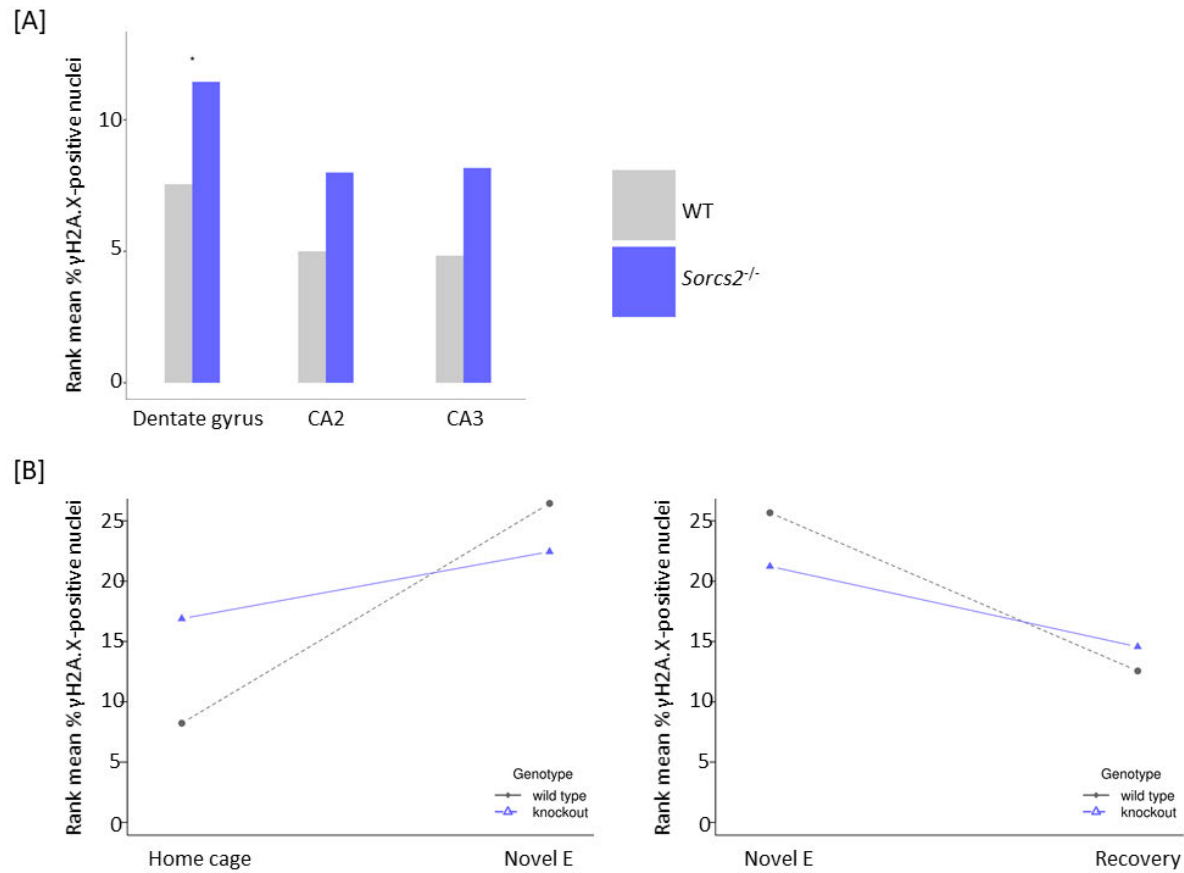 [A]
Rank mean % γH2A.X-positive nuclei
10
5
0
*
Dentate gyrus
CA2
CA3
WT
Sorcs2-/-
[B]
Rank mean % γH2A.X-positive nuclei
25
20
15
10
5
0
Genotype
wild type
knockout
Home cage
Novel E
Rank mean % γH2A.X-positive nuclei
25
20
15
10
5
0
Genotype
wild type
knockout
Novel E
Recovery